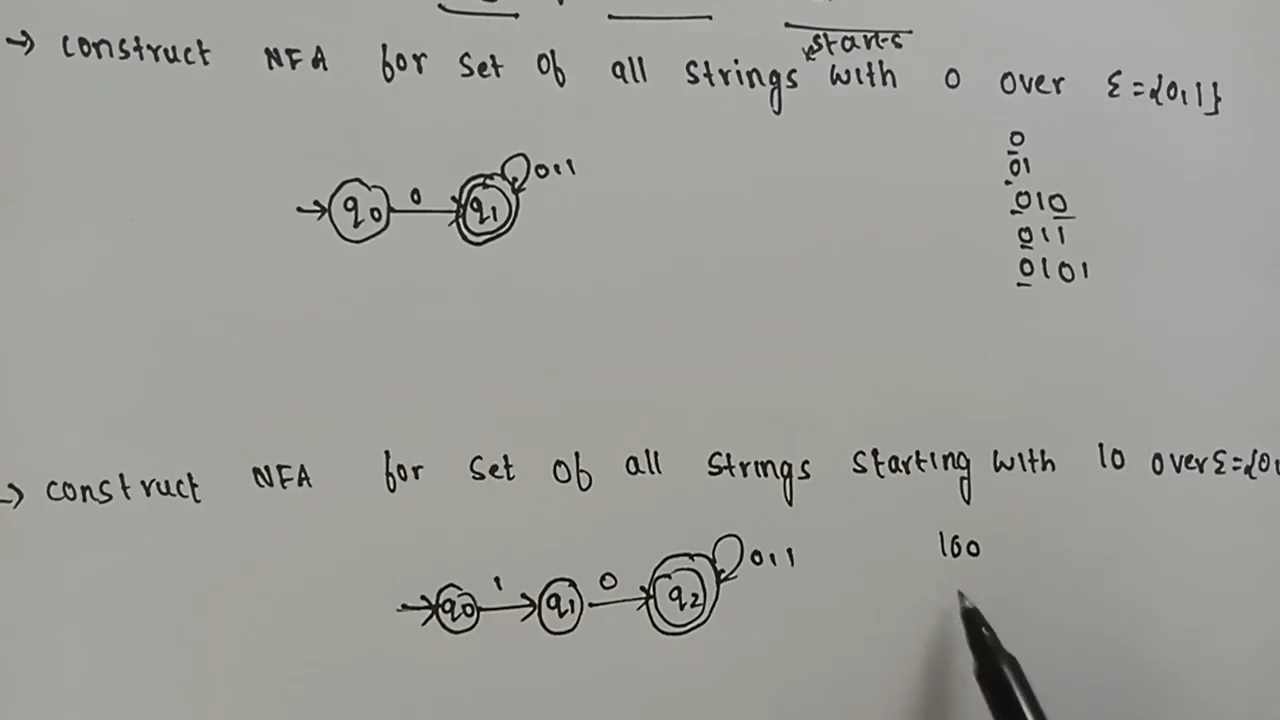 starts
→ construct NFA for set of all strings with 0 over Ɛ={0,1}
0
01
0,1
0
q0
q1
010
011
0101
→ construct NFA for set of all strings starting with 10 over Ɛ={0,
100
0,1
1
0
q0
q1
q2